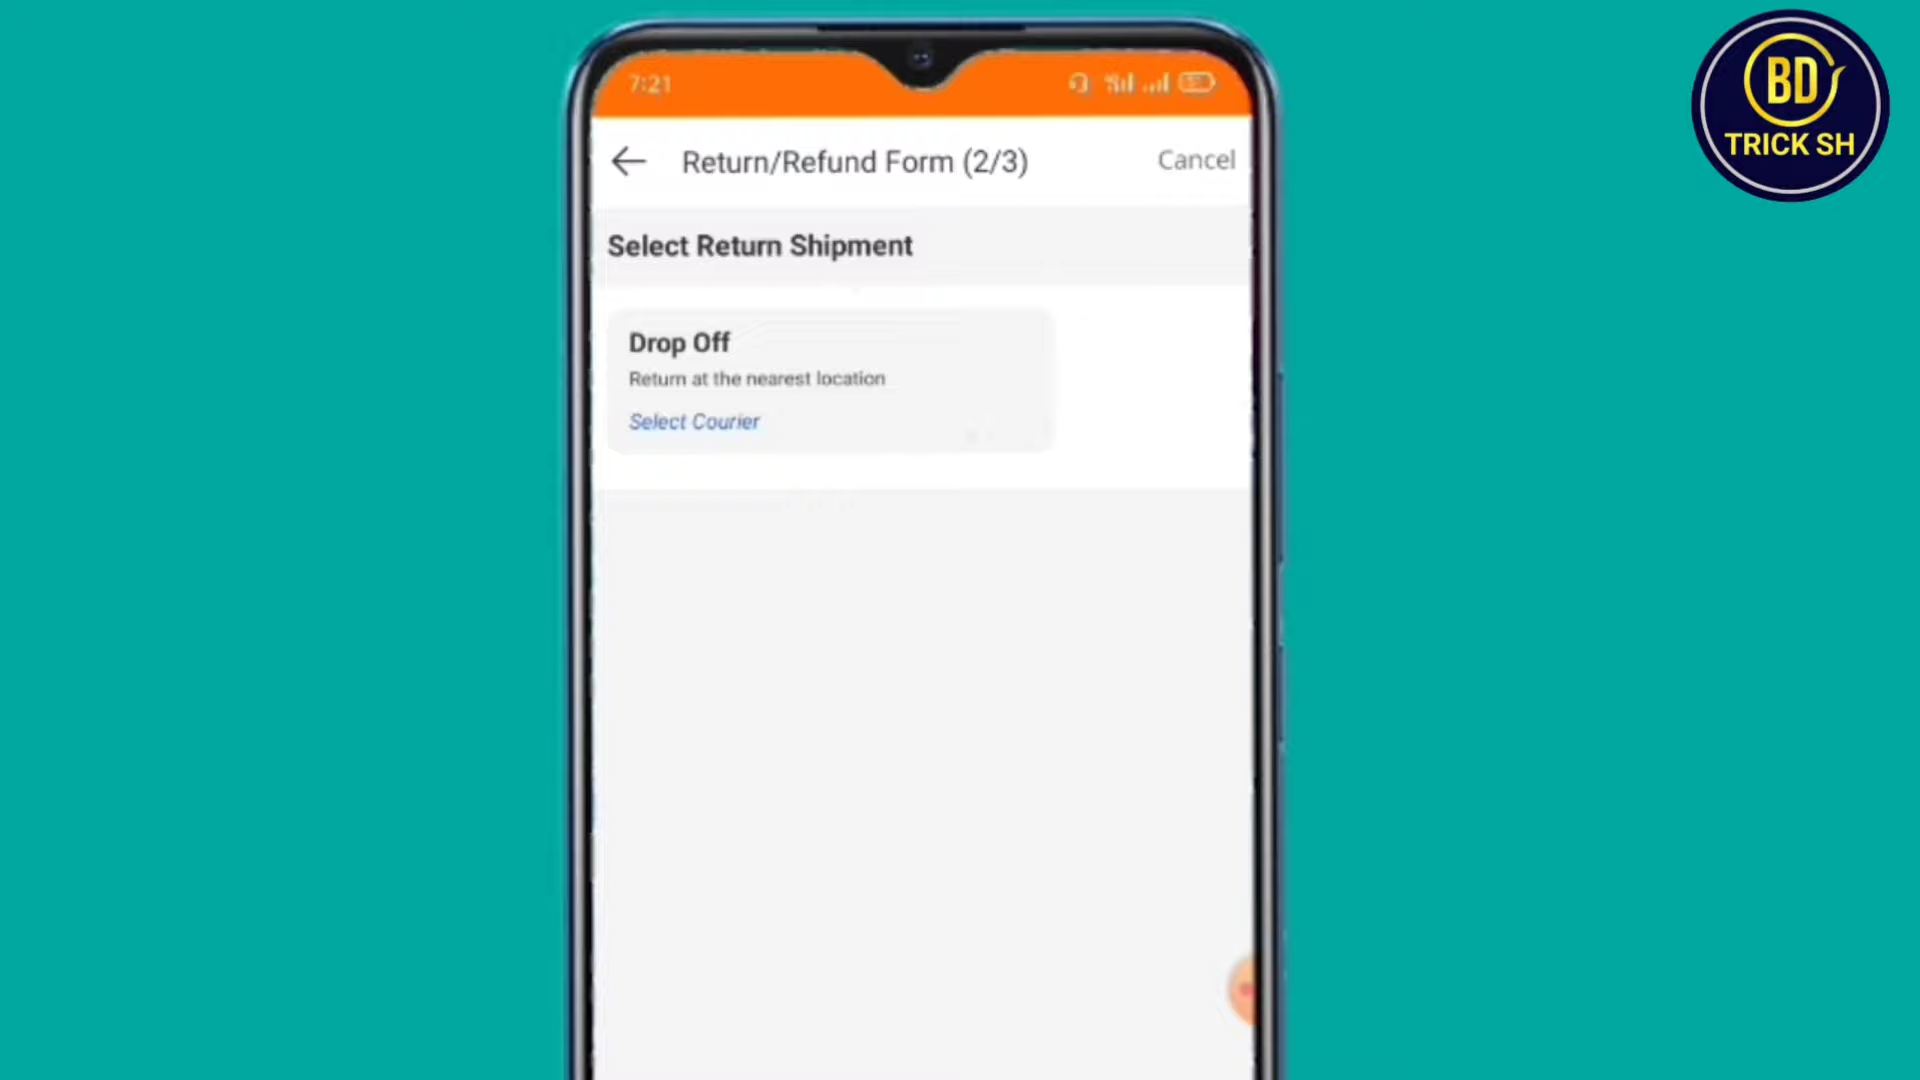 7:21
Return/Refund Form (2/3)
Cancel
Select Return Shipment
Drop Off
Return at the nearest location
Select Courier
BD
TRICK SH